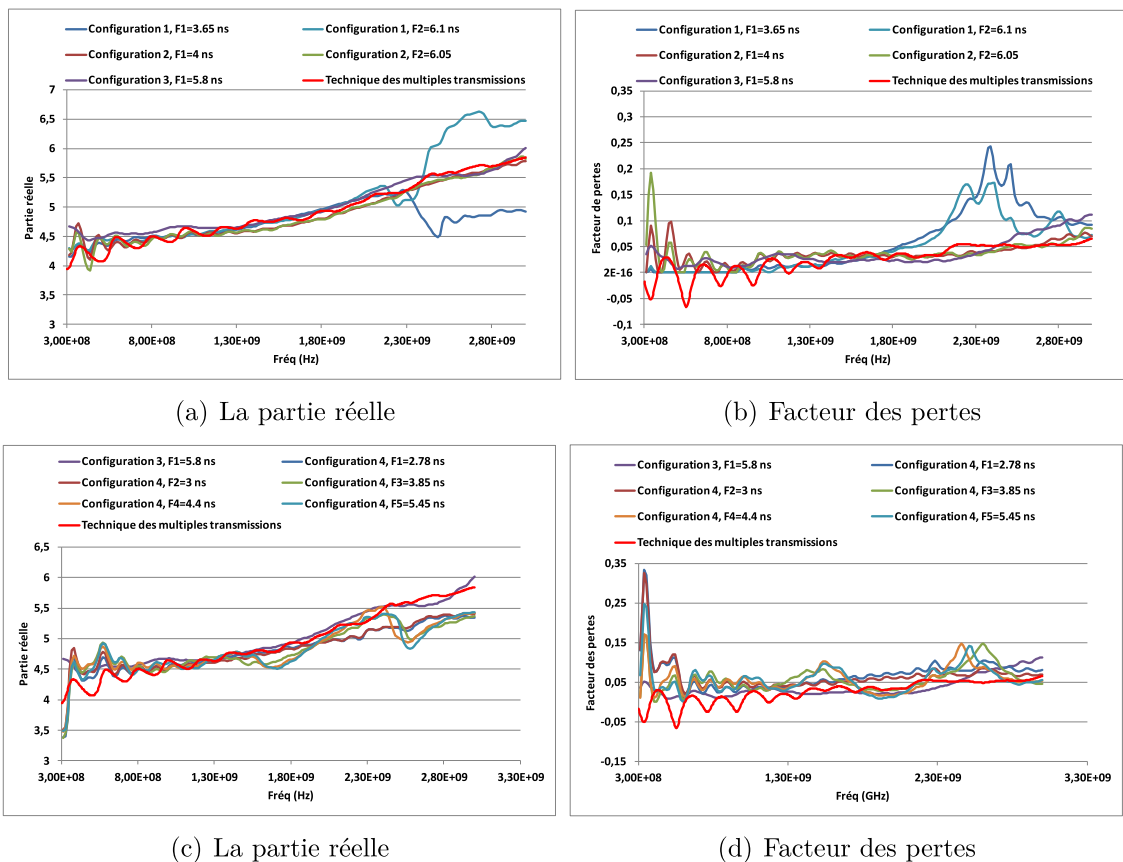 Configuration 1, F1=3.65 ns
Configuration 1, F2=6.1 ns
Configuration 2, F1=4 ns
Configuration 2, F2=6.05
Configuration 3, F1=5.8 ns
Technique des multiples transmissions
7
6,5
6
5,5
5
4,5
4
3,5
3
Partie réelle
3,00E+08
8,00E+08
1,30E+09
1,80E+09
2,30E+09
2,80E+09
Fréq (Hz)
(a) La partie réelle
Configuration 1, F1=3.65 ns
Configuration 1, F2=6.1 ns
Configuration 2, F1=4 ns
Configuration 2, F2=6.05
Configuration 3, F1=5.8 ns
Technique des multiples transmissions
0,35
0,3
0,25
0,2
0,15
0,1
0,05
2E-16
-0,05
-0,1
Facteur de pertes
3,00E+08
8,00E+08
1,30E+09
1,80E+09
2,30E+09
2,80E+09
Fréq (Hz)
(b) Facteur des pertes
Configuration 3, F1=5.8 ns
Configuration 4, F1=2.78 ns
Configuration 4, F2=3 ns
Configuration 4, F3=3.85 ns
Configuration 4, F4=4.4 ns
Configuration 4, F5=5.45 ns
Technique des multiples transmissions
6,5
6
5,5
5
4,5
4
3,5
3
Partie réelle
3,00E+08
8,00E+08
1,30E+09
1,80E+09
2,30E+09
2,80E+09
3,30E+09
Fréq (Hz)
(c) La partie réelle
Configuration 3, F1=5.8 ns
Configuration 4, F1=2.78 ns
Configuration 4, F2=3 ns
Configuration 4, F3=3.85 ns
Configuration 4, F4=4.4 ns
Configuration 4, F5=5.45 ns
Technique des multiples transmissions
0,35
0,25
0,15
0,05
-0,05
-0,15
Facteur des pertes
3,00E+08
1,30E+09
2,30E+09
3,30E+09
Fréq (GHz)
(d) Facteur des pertes